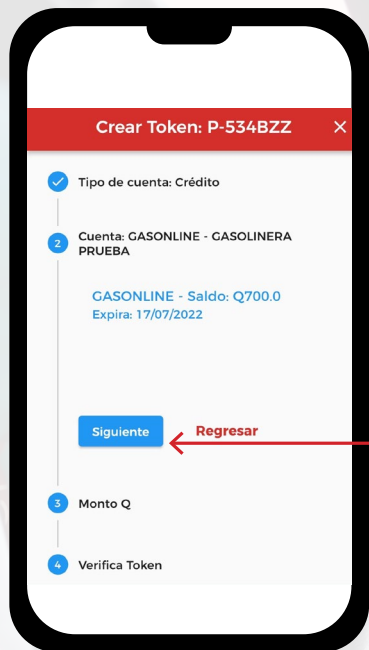 Crear Token: P-534BZZ ×
Tipo de cuenta: Crédito
2 Cuenta: GASONLINE - GASOLINERA
PRUEBA
GASONLINE - Saldo: Q700.0
Expira: 17/07/2022
Siguiente Regresar
3 Monto Q
4 Verifica Token